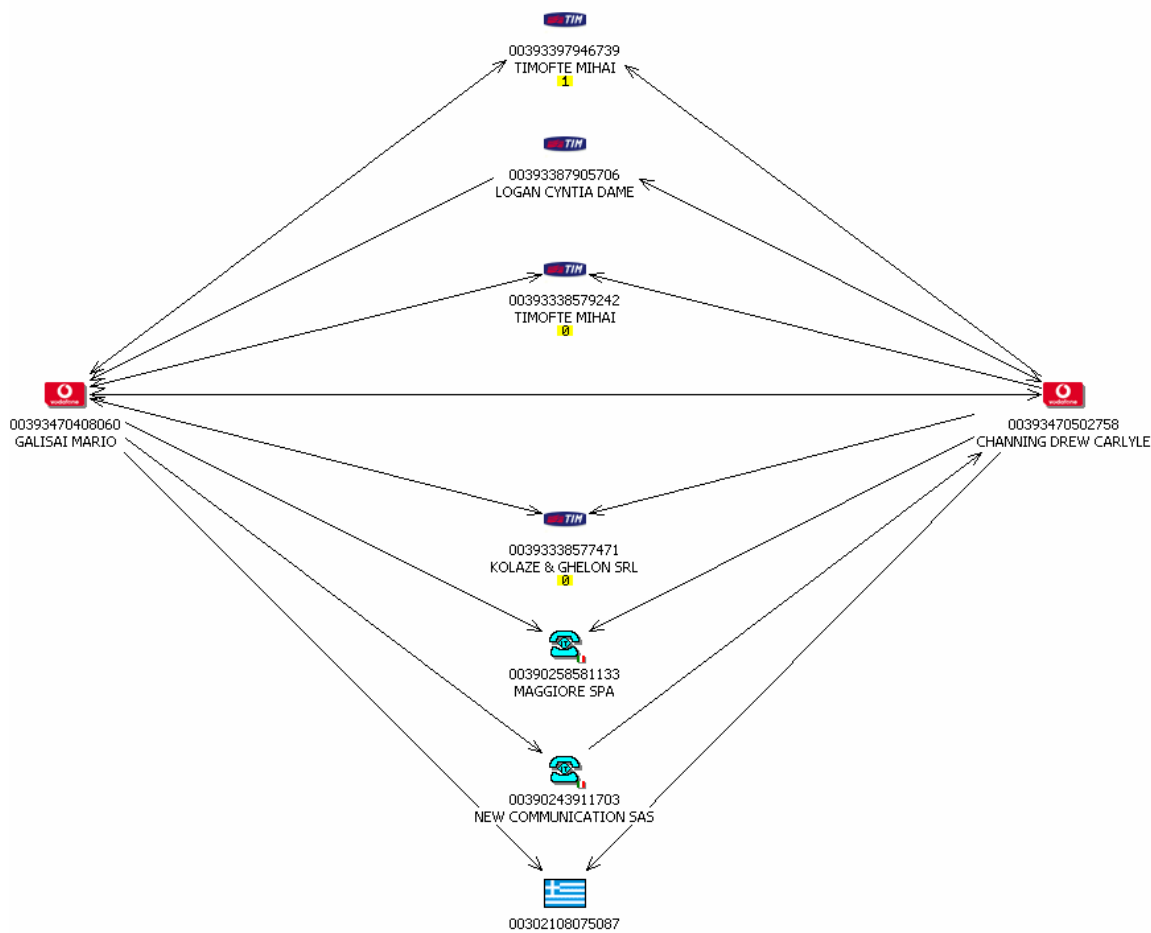 TIM
00393397946739
TIMOFTE MIHAI
1
TIM
00393387905706
LOGAN CYNTIA DAME
TIM
00393338579242
TIMOFTE MIHAI
0
vodafone
00393470408060
GALISAI MARIO
vodafone
00393470502758
CHANNING DREW CARLYLE
TIM
00393338577471
KOLAZE & GHELON SRL
0
00390258581133
MAGGIORE SPA
00390243911703
NEW COMMUNICATION SAS
00302108075087